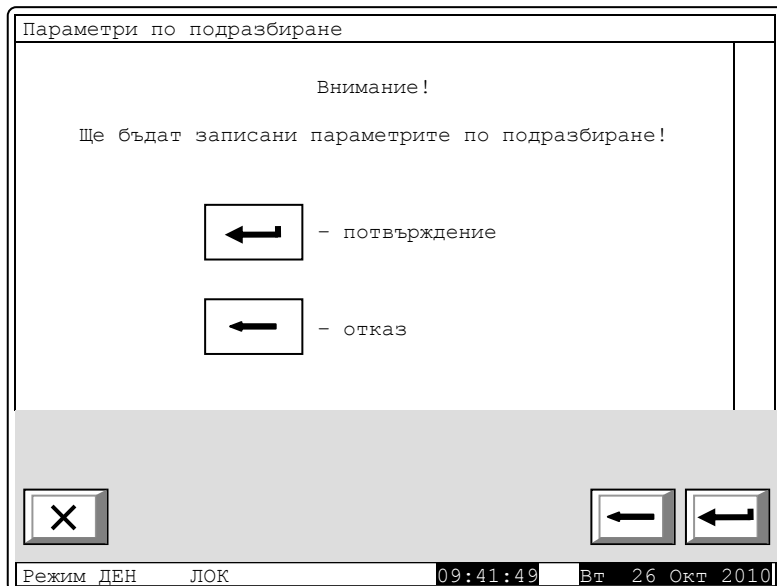 Параметри по подразбиране
Внимание!
Ще бъдат записани параметрите по подразбиране!
– потвърждение
– отказ
Режим ДЕН ЛОК 09:41:49 Вт 26 Окт 2010